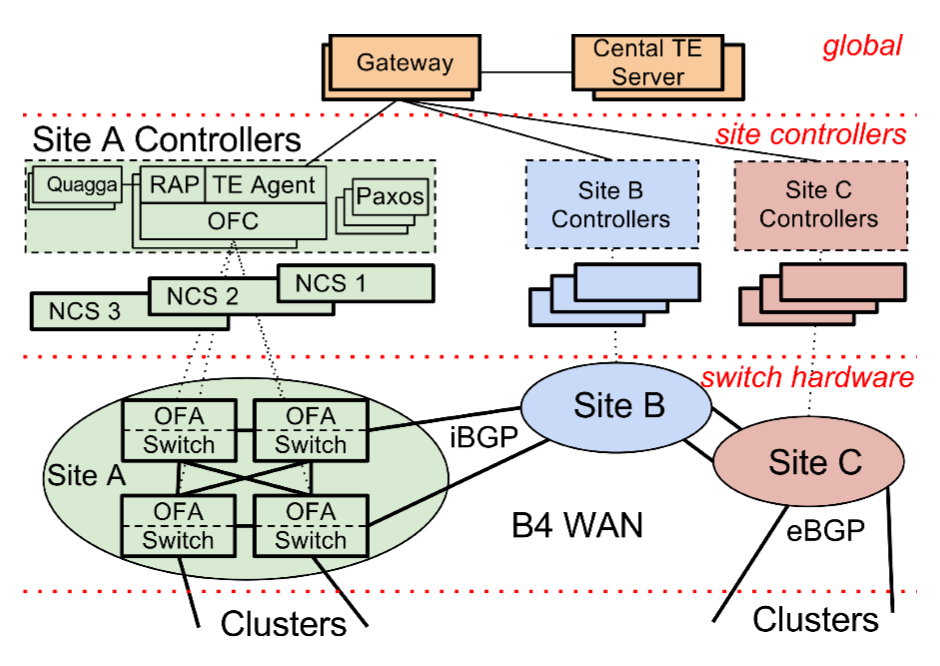 global
Gateway
Cental TE
Server
site controllers
Site A Controllers
Quagga
RAP
TE Agent
OFC
Paxos
Site B
Controllers
Site C
Controllers
NCS 1
NCS 2
NCS 3
switch hardware
OFA
Switch
OFA
Switch
Site A
OFA
Switch
OFA
Switch
iBGP
Site B
Site C
B4 WAN
eBGP
Clusters
Clusters